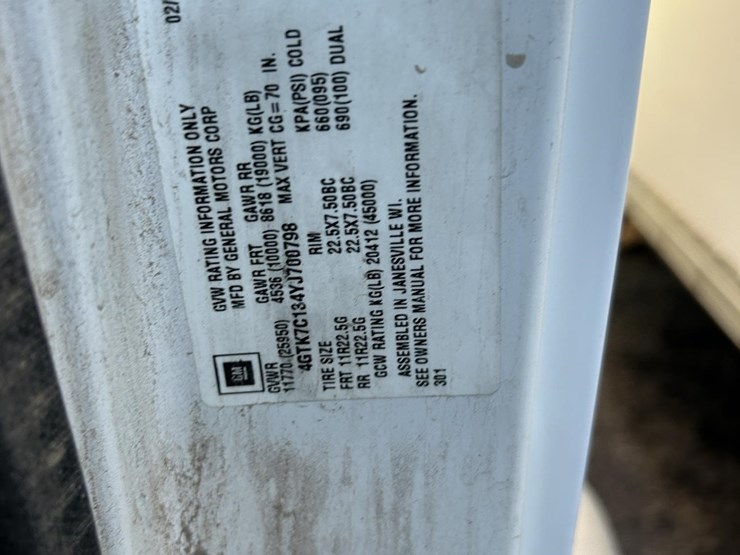 02/
GM
GVW RATING INFORMATION ONLY
MFD BY GENERAL MOTORS CORP
GVWR GAWR FRT GAWR RR
11770 (25950) 4536 (10000) 8618 (19000) KG(LB)
4GTK7C134YJ700798 MAX VERT CG= 70 IN.
TIRE SIZE RIM KPA(PSI) COLD
FRT 11R22.5G 22.5X7.50BC 660(095)
RR 11R22.5G 22.5X7.50BC 690(100) DUAL
GCW RATING KG(LB) 20412 (45000)
ASSEMBLED IN JANESVILLE WI.
SEE OWNERS MANUAL FOR MORE INFORMATION.
301